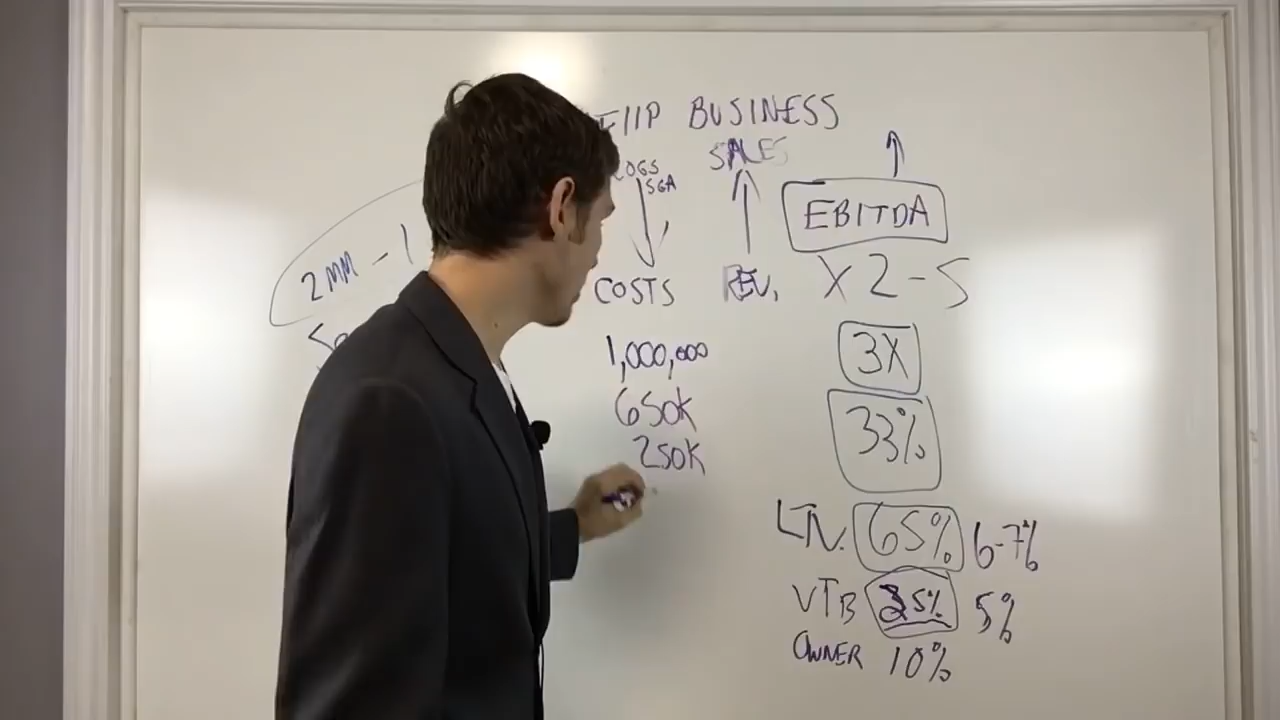 FIIP BUSINESS
SALES
COGS
SGA
EBITDA
2MM - 1
COSTS REV. X 2-5
1,000,000
3X
650K
33%
250K
LTV. 65% 6-7%
VTB 25% 5%
OWNER 10%